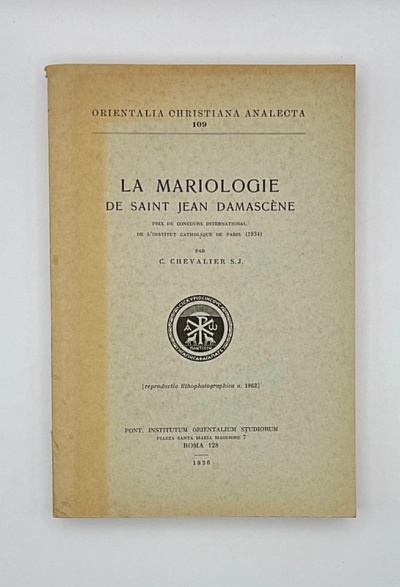 ORIENTALIA CHRISTIANA ANALECTA
109
LA MARIOLOGIE
DE SAINT JEAN DAMASCÈNE
PRIX DU CONCOURS INTERNATIONAL
DE L'INSTITUT CATHOLIQUE DE PARIS (1934)
PAR
C. CHEVALIER S.J.
[reproductio lithophotographica a. 1962]
PONT. INSTITUTUM ORIENTALIUM STUDIORUM
PIAZZA SANTA MARIA MAGGIORE 7
ROMA 128
1936